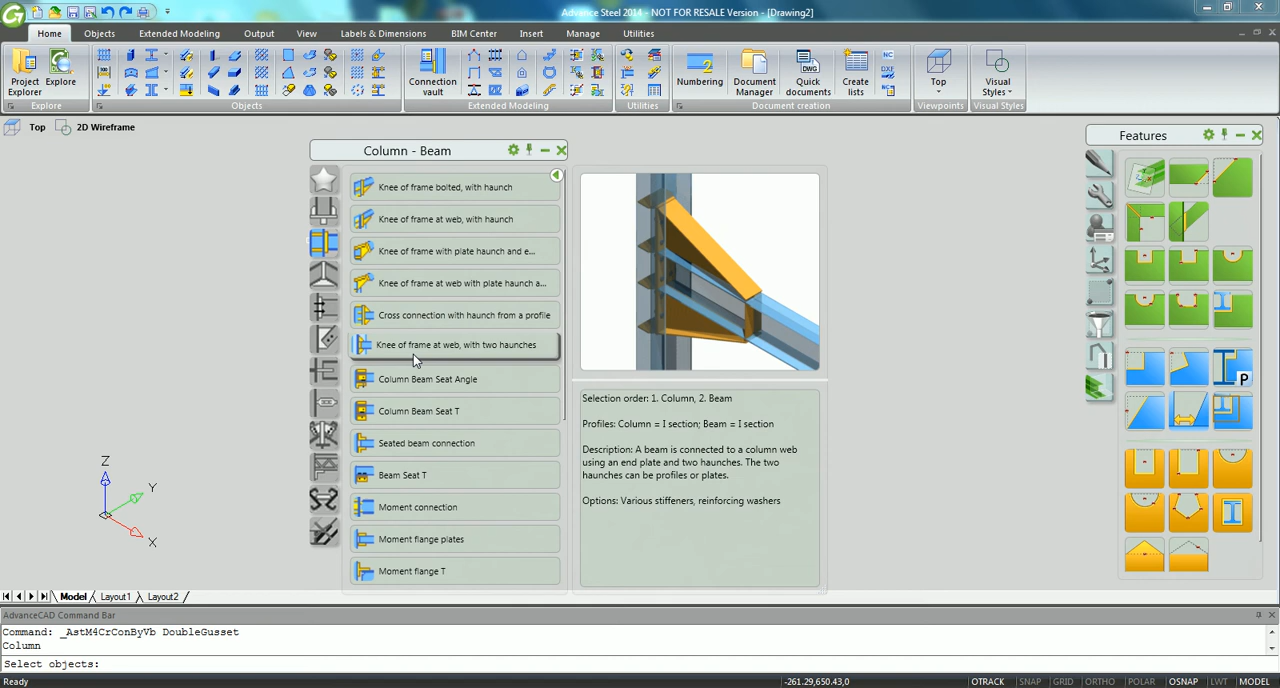 Advance Steel 2014 - NOT FOR RESALE Version - [Drawing2]
Home Objects Extended Modeling Output View Labels & Dimensions BIM Center Insert Manage Utilities
Project Explorer
Explore
Connection vault
Numbering
Document Manager
Quick documents
Create lists
NC
DXF
Top
Visual Styles
Explore Objects Extended Modeling Utilities Document creation Viewpoints Visual Styles
Top 2D Wireframe
Column - Beam
Knee of frame bolted, with haunch
Knee of frame at web, with haunch
Knee of frame with plate haunch and e...
Knee of frame at web with plate haunch a...
Cross connection with haunch from a profile
Knee of frame at web, with two haunches
Column Beam Seat Angle
Column Beam Seat T
Seated beam connection
Beam Seat T
Moment connection
Moment flange plates
Moment flange T
Selection order: 1. Column, 2. Beam
Profiles: Column = I section; Beam = I section
Description: A beam is connected to a column web
using an end plate and two haunches. The two
haunches can be profiles or plates.
Options: Various stiffeners, reinforcing washers
Features
P
Z
Y
X
Model Layout1 Layout2
AdvanceCAD Command Bar
Command: _AstM4CrConByVb DoubleGusset
Column
Select objects:
Ready -261.29,650.43,0 OTRACK SNAP GRID ORTHO POLAR OSNAP LWT MODEL